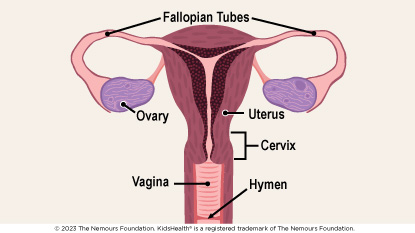 Fallopian Tubes
Ovary
Uterus
Cervix
Vagina
Hymen
© 2023 The Nemours Foundation. KidsHealth® is a registered trademark of The Nemours Foundation.